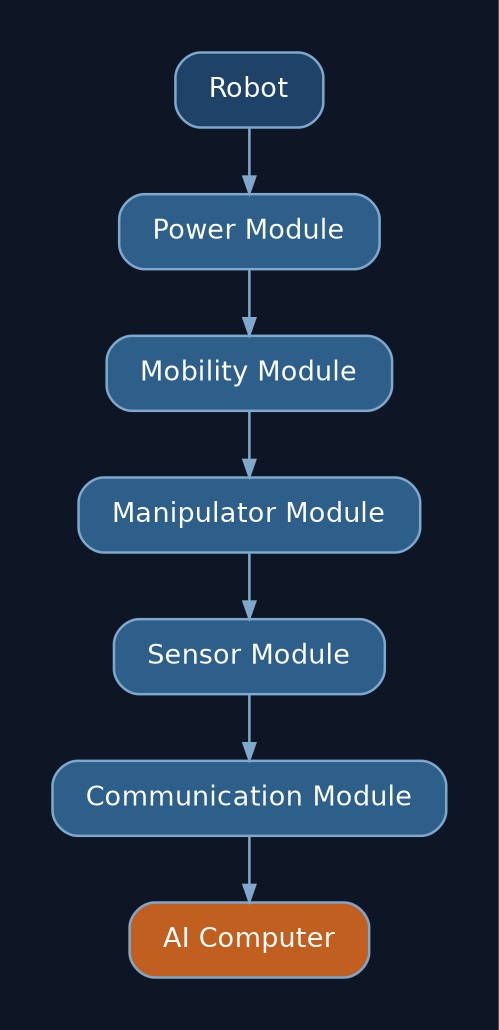 Robot
Power Module
Mobility Module
Manipulator Module
Sensor Module
Communication Module
AI Computer